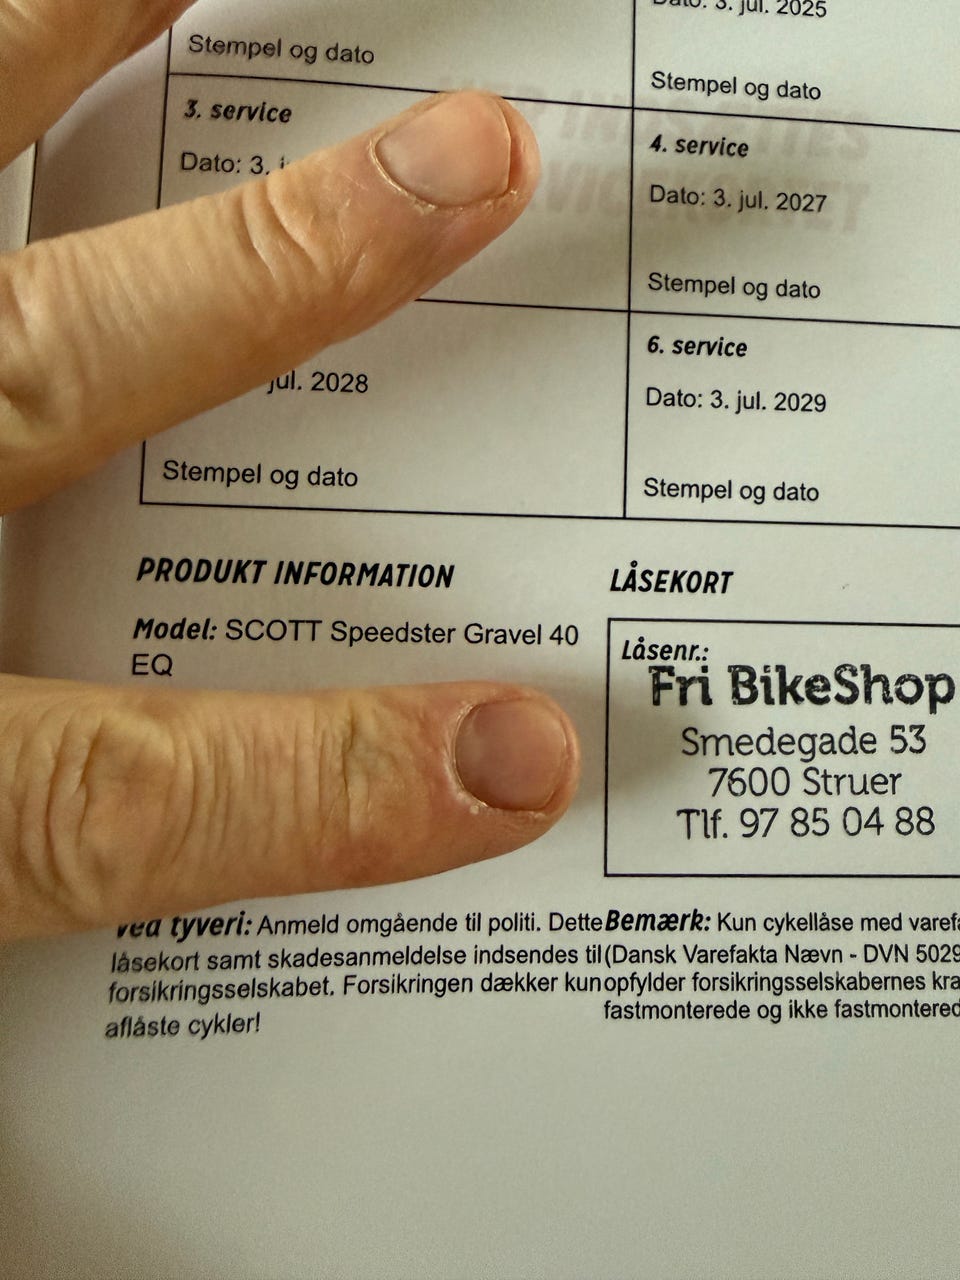 Dato: 3. jul. 2025
Stempel og dato
Stempel og dato
3. service
Dato: 3.
4. service
Dato: 3. jul. 2027
Stempel og dato
jul. 2028
6. service
Dato: 3. jul. 2029
Stempel og dato
Stempel og dato
PRODUKT INFORMATION
Model: SCOTT Speedster Gravel 40
EQ
LÅSEKORT
Låsenr.:
Fri BikeShop
Smedegade 53
7600 Struer
Tlf. 97 85 04 88
Ved tyveri: Anmeld omgående til politi. Dette
låsekort samt skadesanmeldelse indsendes til
forsikringsselskabet. Forsikringen dækker kun
aflåste cykler!
Bemærk: Kun cykellåse med varefa
(Dansk Varefakta Nævn - DVN 5029
opfylder forsikringsselskabernes kra
fastmonterede og ikke fastmontered